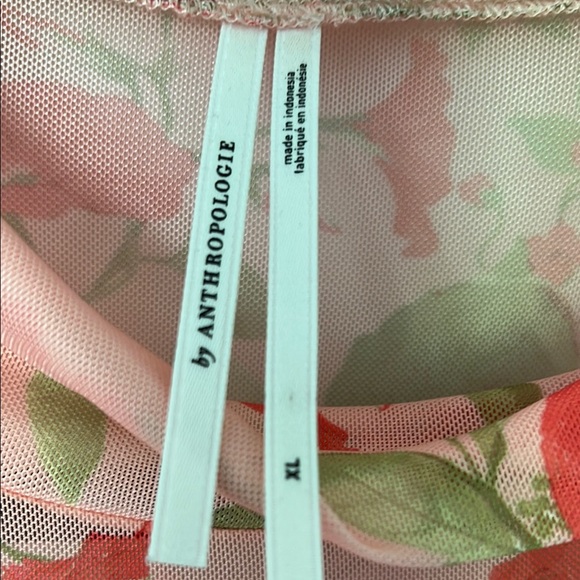 by ANTHROPOLOGIE
made in indonesia
fabriqué en indonésie
XL